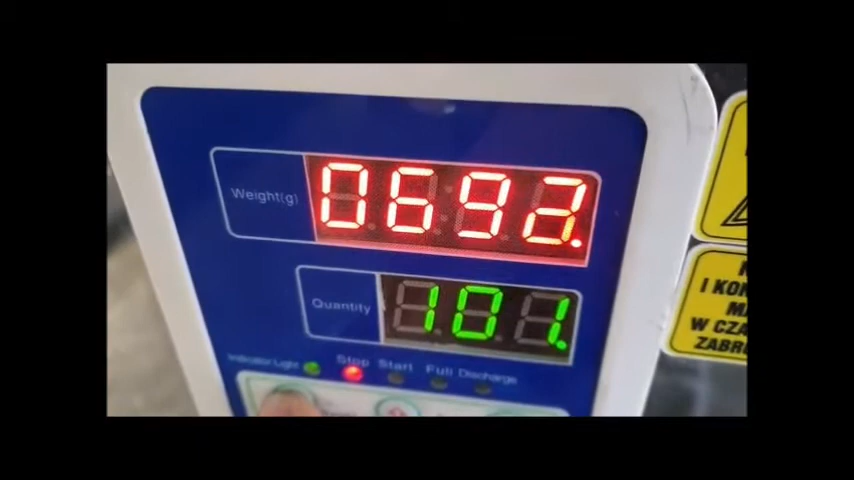 Weight(g) 0692.
Quantity 101.
Indicator Light Stop Start Full Discharge
I KON
W CZA
ZABR